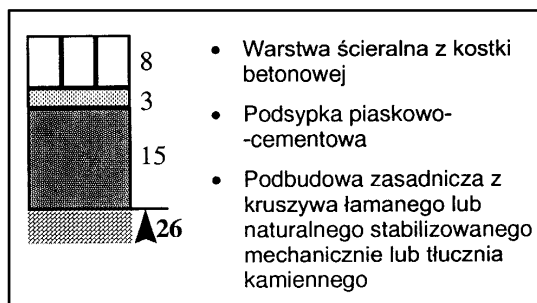 8
3
15
26
• Warstwa ścieralna z kostki
betonowej
• Podsypka piaskowo-
-cementowa
• Podbudowa zasadnicza z
kruszywa łamanego lub
naturalnego stabilizowanego
mechanicznie lub tłucznia
kamiennego